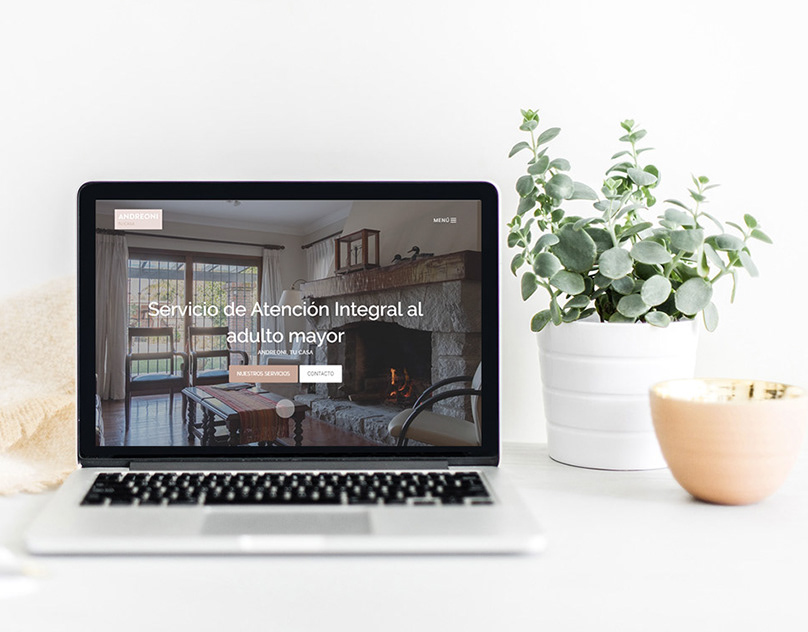 ANDREONI
MENÚ
Servicio de Atención Integral al
adulto mayor
ANDREONI, TU CASA
NUESTROS SERVICIOS
CONTACTO